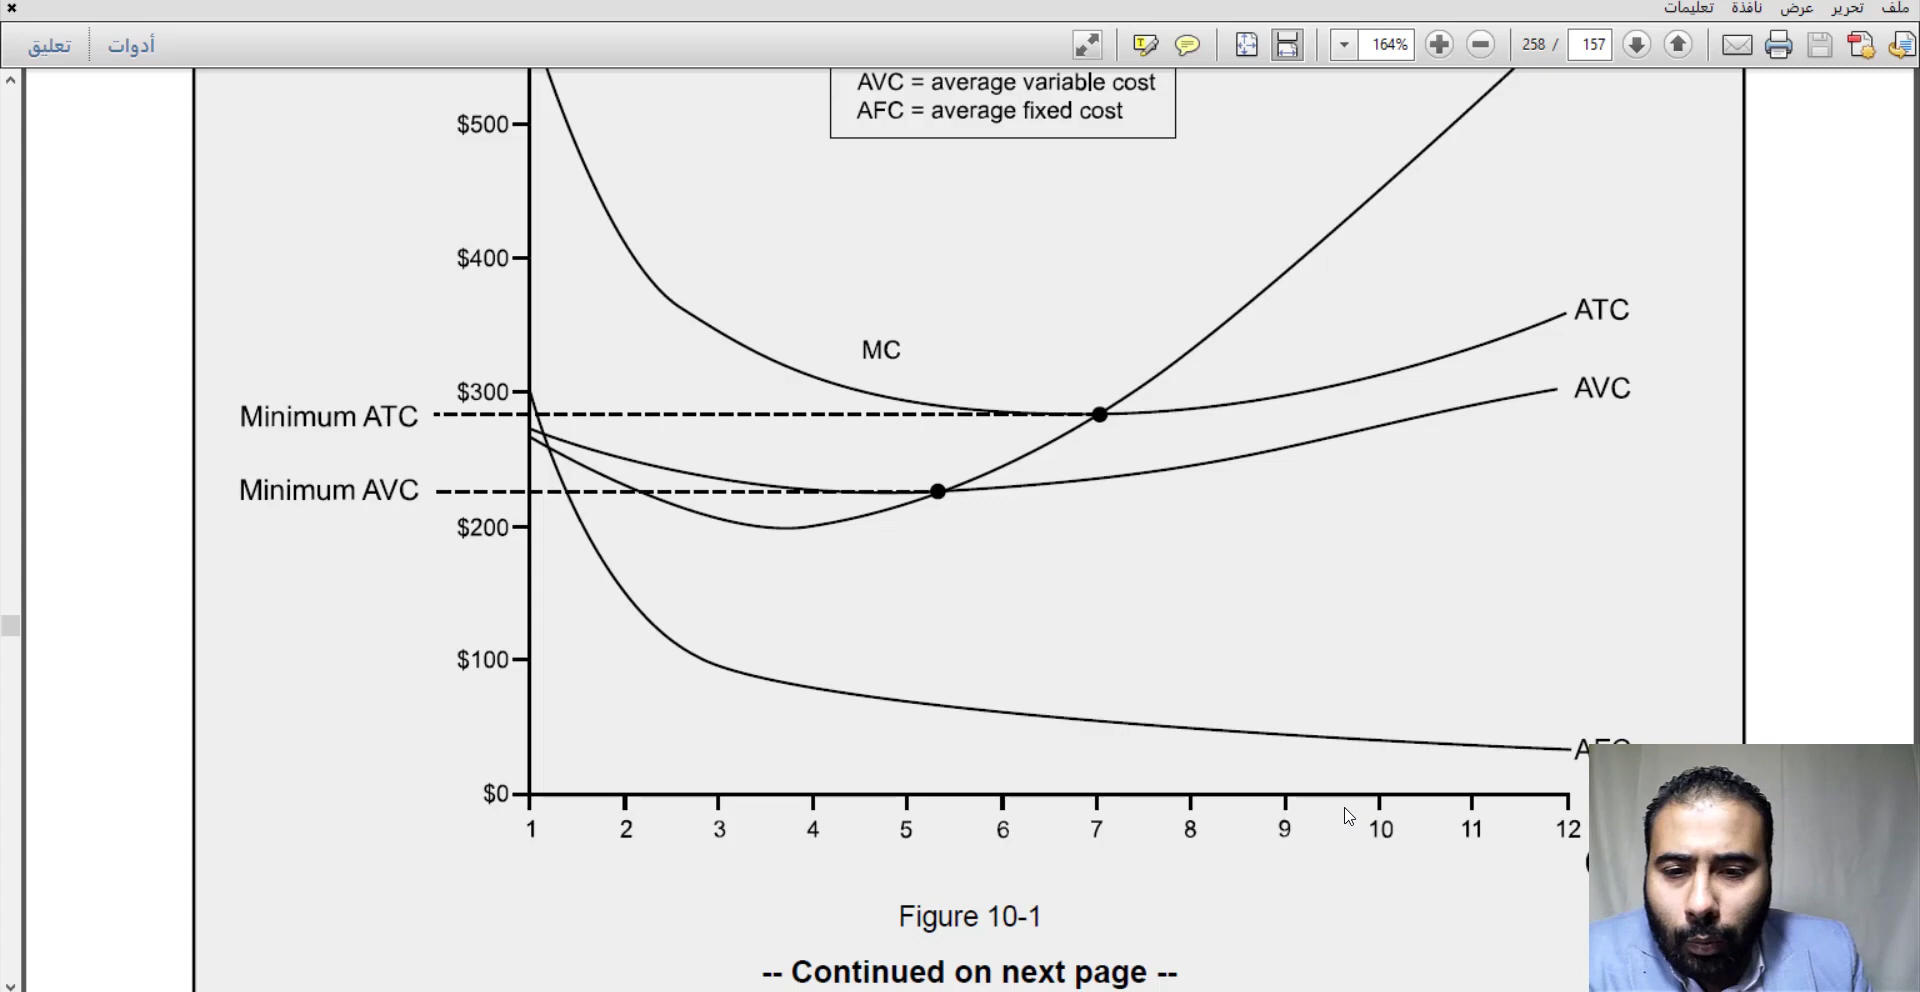 ملف تحرير عرض نافذة تعليمات
أدوات تعليق
164% 258 / 157
AVC = average variable cost
AFC = average fixed cost
$500
$400
$300
$200
$100
$0
Minimum ATC
Minimum AVC
MC
ATC
AVC
1 2 3 4 5 6 7 8 9 10 11 12
Figure 10-1
-- Continued on next page --